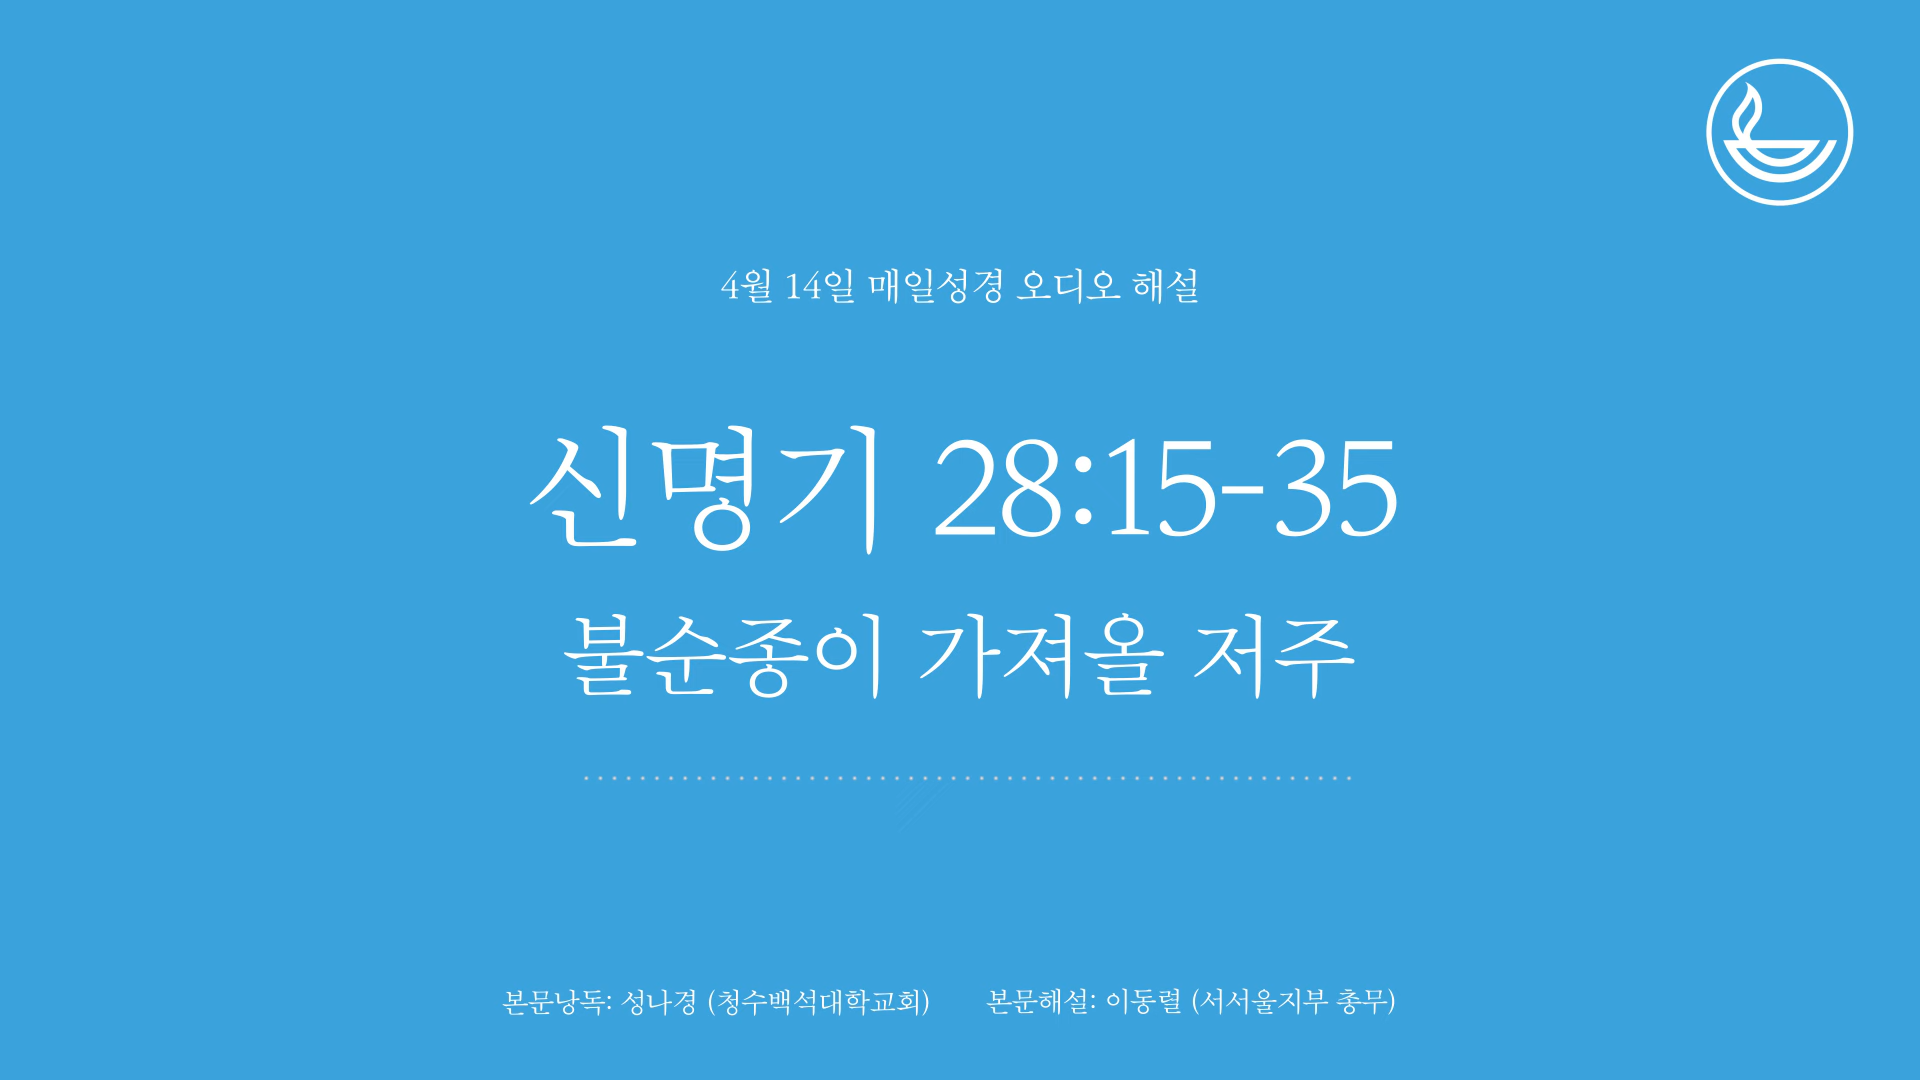 4월 14일 매일성경 오디오 해설
신명기 28:15-35
불순종이 가져올 저주
본문낭독: 성나경 (청수백석대학교회) 본문해설: 이동렬 (서서울지부 총무)